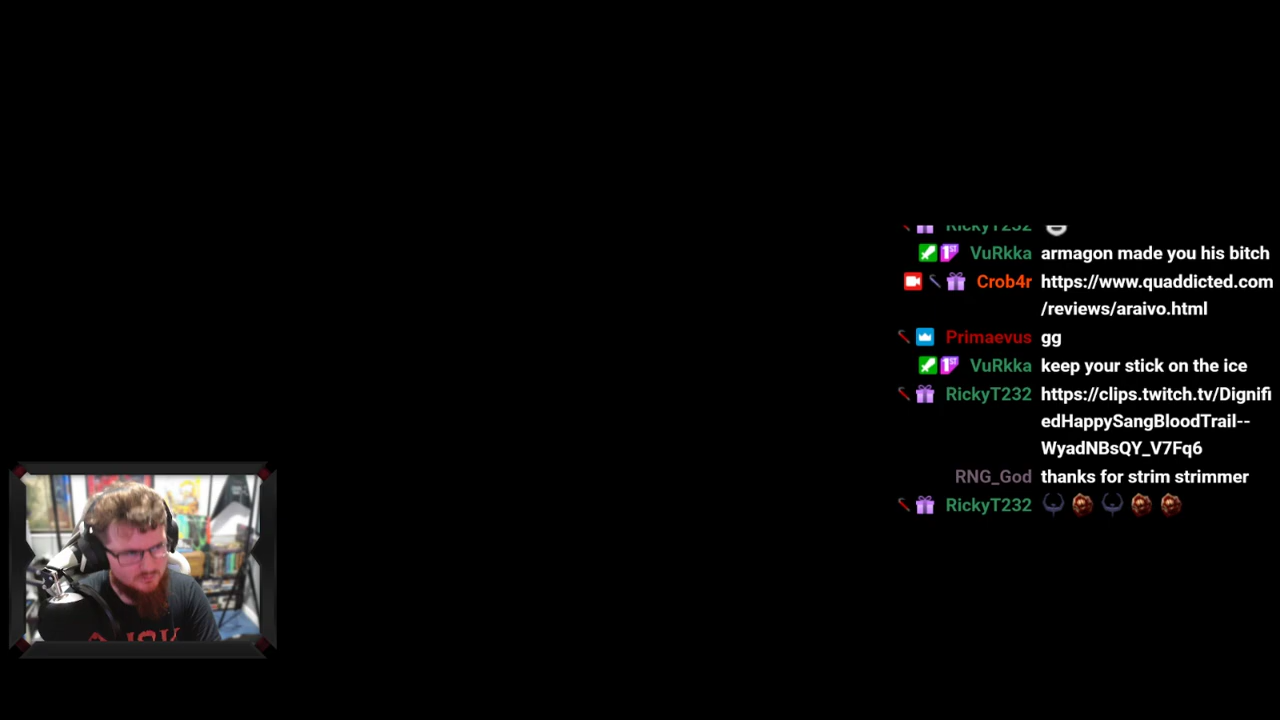 RickyT232
VuRkka armagon made you his bitch
Crob4r https://www.quaddicted.com
/reviews/araivo.html
Primaevus gg
VuRkka keep your stick on the ice
RickyT232 https://clips.twitch.tv/Dignifi
edHappySangBloodTrail--
WyadNBsQY_V7Fq6
RNG_God thanks for strim strimmer
RickyT232